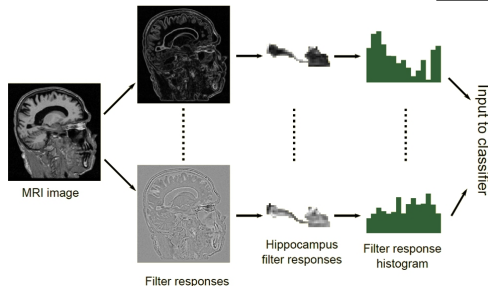 MRI image
Filter responses
Hippocampus
filter responses
Filter response
histogram
Input to
classifier